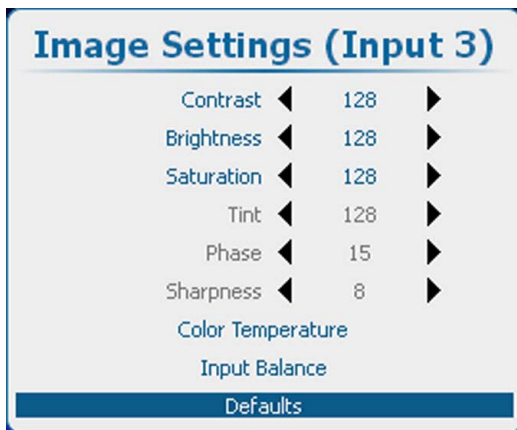 Image Settings (Input 3)
Contrast 128
Brightness 128
Saturation 128
Tint 128
Phase 15
Sharpness 8
Color Temperature
Input Balance
Defaults